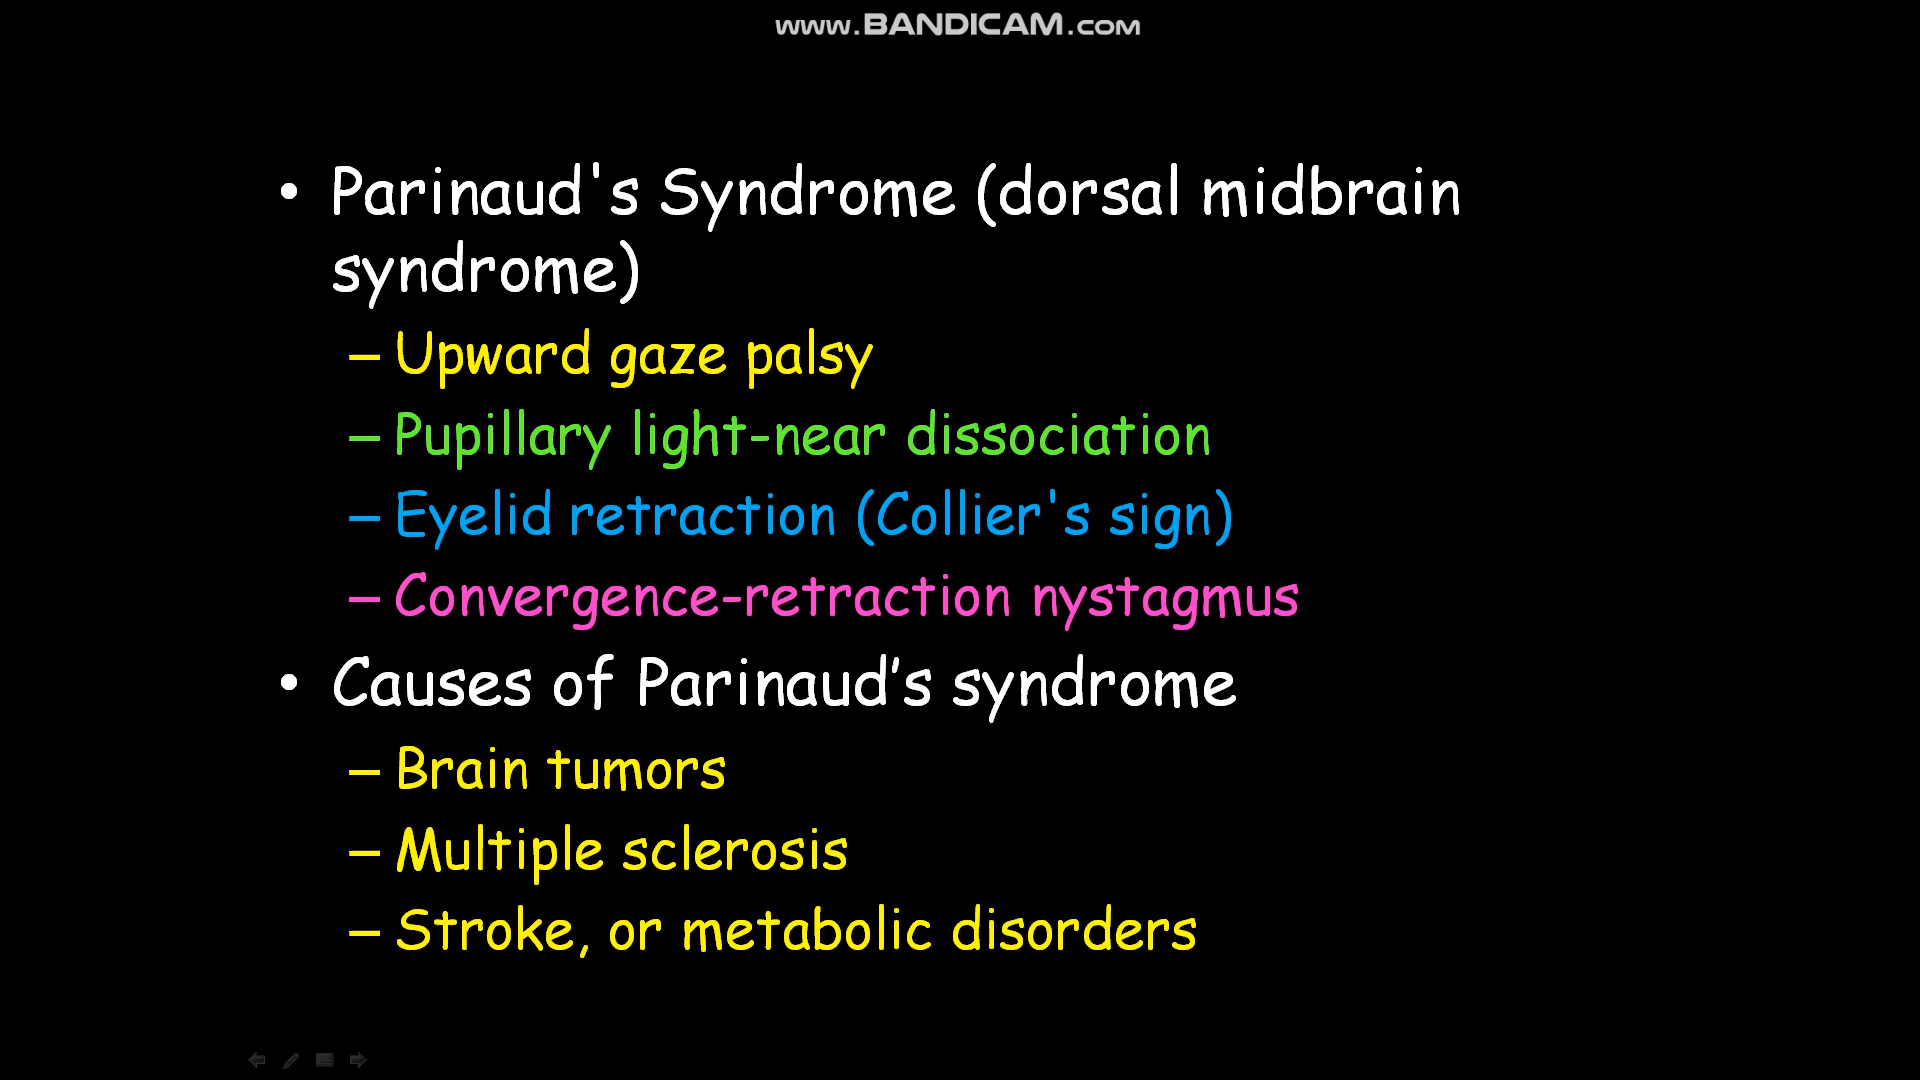 www.BANDICAM.com
• Parinaud's Syndrome (dorsal midbrain
syndrome)
– Upward gaze palsy
– Pupillary light-near dissociation
– Eyelid retraction (Collier's sign)
– Convergence-retraction nystagmus
• Causes of Parinaud’s syndrome
– Brain tumors
– Multiple sclerosis
– Stroke, or metabolic disorders